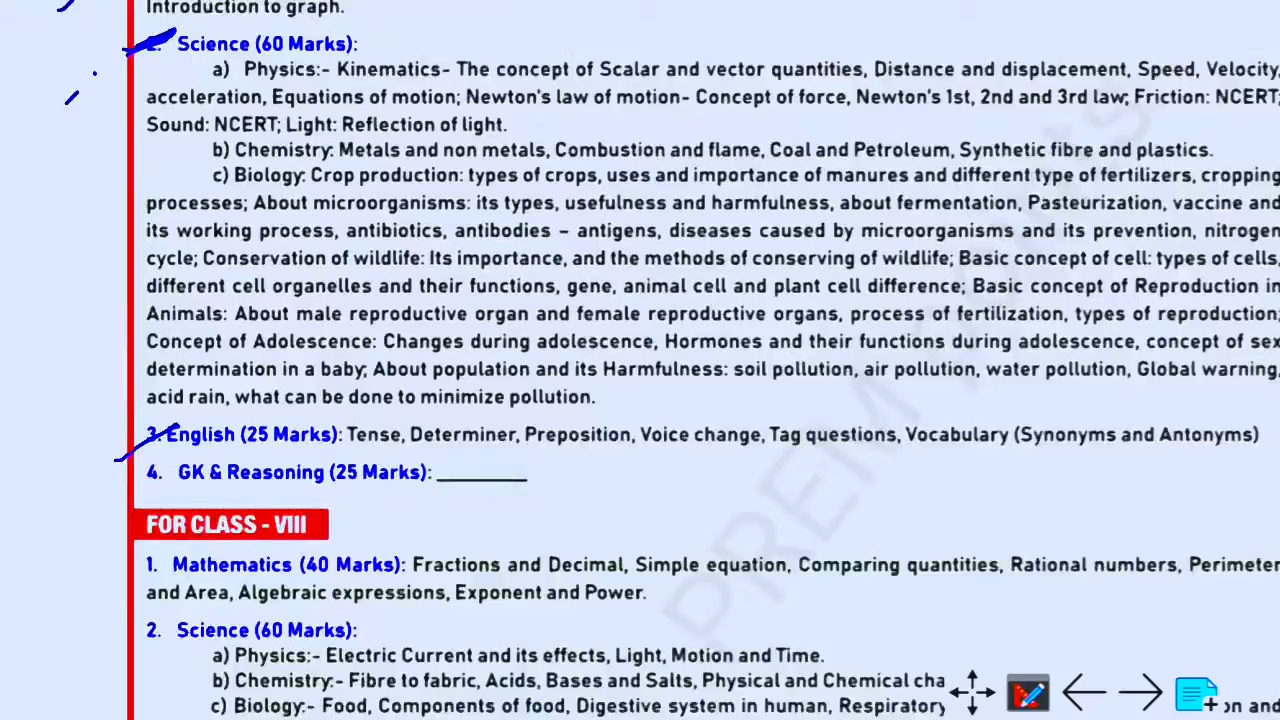 Introduction to graph.
Science (60 Marks):
a) Physics:- Kinematics- The concept of Scalar and vector quantities, Distance and displacement, Speed, Velocity,
acceleration, Equations of motion; Newton's law of motion- Concept of force, Newton's 1st, 2nd and 3rd law; Friction: NCERT;
Sound: NCERT; Light: Reflection of light.
b) Chemistry: Metals and non metals, Combustion and flame, Coal and Petroleum, Synthetic fibre and plastics.
c) Biology: Crop production: types of crops, uses and importance of manures and different type of fertilizers, cropping
processes; About microorganisms: its types, usefulness and harmfulness, about fermentation, Pasteurization, vaccine and
its working process, antibiotics, antibodies – antigens, diseases caused by microorganisms and its prevention, nitrogen
cycle; Conservation of wildlife: Its importance, and the methods of conserving of wildlife; Basic concept of cell: types of cells,
different cell organelles and their functions, gene, animal cell and plant cell difference; Basic concept of Reproduction in
Animals: About male reproductive organ and female reproductive organs, process of fertilization, types of reproduction;
Concept of Adolescence: Changes during adolescence, Hormones and their functions during adolescence, concept of sex
determination in a baby; About population and its Harmfulness: soil pollution, air pollution, water pollution, Global warning,
acid rain, what can be done to minimize pollution.
3. English (25 Marks): Tense, Determiner, Preposition, Voice change, Tag questions, Vocabulary (Synonyms and Antonyms)
4. GK & Reasoning (25 Marks): __________
FOR CLASS - VIII
1. Mathematics (40 Marks): Fractions and Decimal, Simple equation, Comparing quantities, Rational numbers, Perimeter
and Area, Algebraic expressions, Exponent and Power.
2. Science (60 Marks):
a) Physics:- Electric Current and its effects, Light, Motion and Time.
b) Chemistry:- Fibre to fabric, Acids, Bases and Salts, Physical and Chemical cha
c) Biology:- Food, Components of food, Digestive system in human, Respiratory and